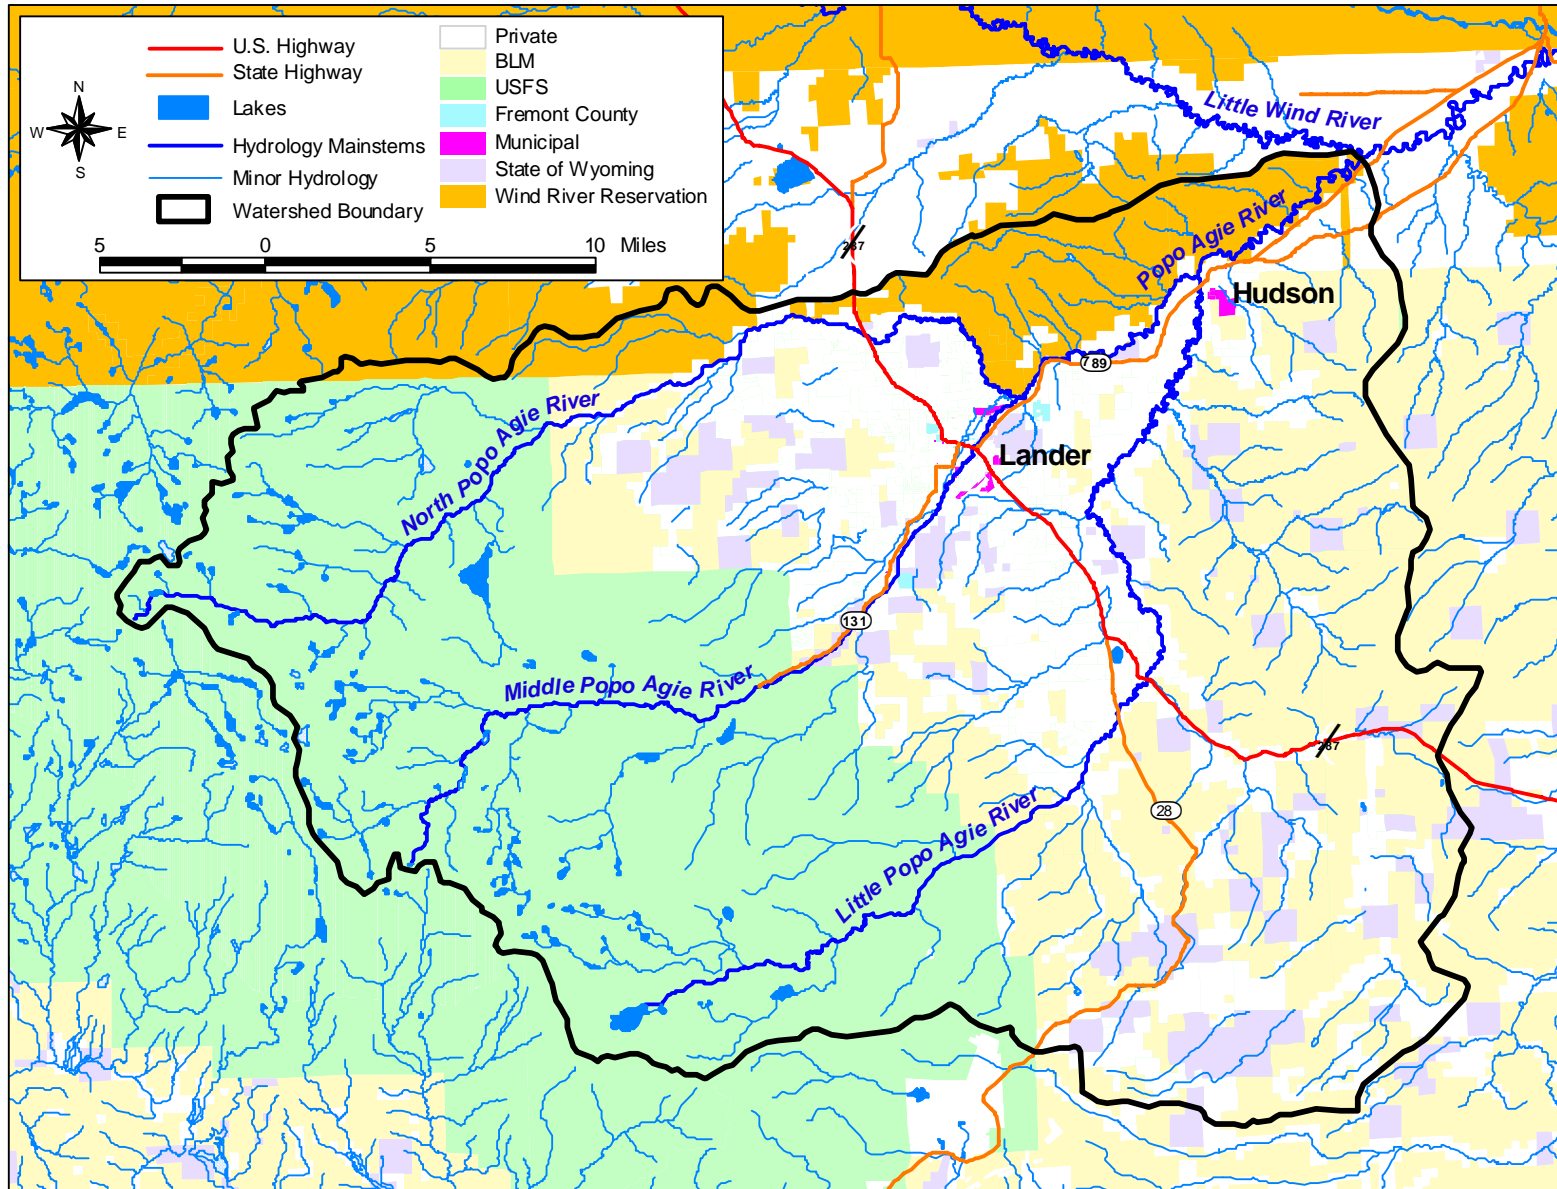 N
W E
S
U.S. Highway
State Highway
Lakes
Hydrology Mainstems
Minor Hydrology
Watershed Boundary
Private
BLM
USFS
Fremont County
Municipal
State of Wyoming
Wind River Reservation
5 0 5 10 Miles
Little Wind River
Popo Agie River
287
Hudson
789
North Popo Agie River
Lander
131
Middle Popo Agie River
287
28
Little Popo Agie River